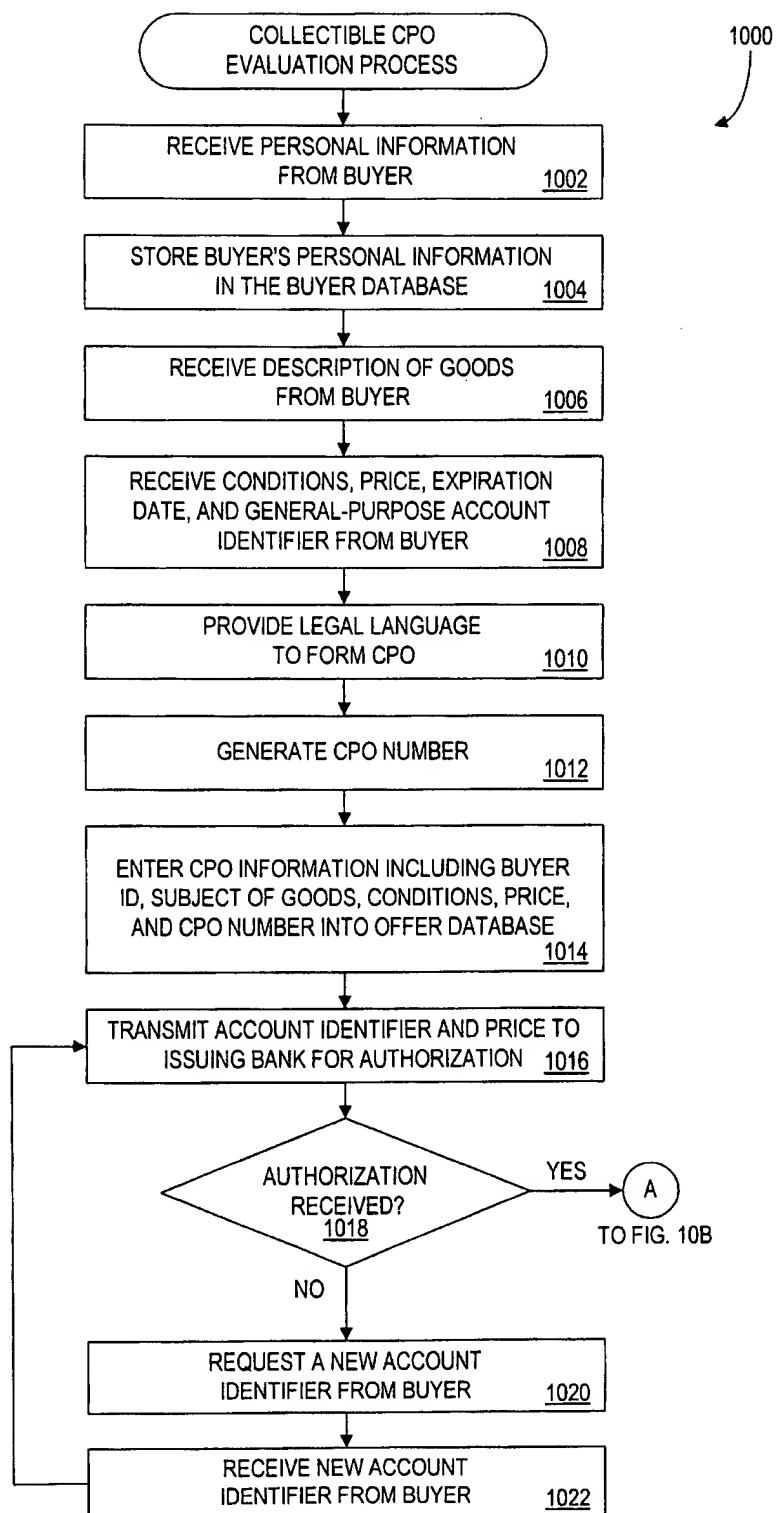 COLLECTIBLE CPO
EVALUATION PROCESS
1000
RECEIVE PERSONAL INFORMATION
FROM BUYER
1002
STORE BUYER'S PERSONAL INFORMATION
IN THE BUYER DATABASE
1004
RECEIVE DESCRIPTION OF GOODS
FROM BUYER
1006
RECEIVE CONDITIONS, PRICE, EXPIRATION
DATE, AND GENERAL-PURPOSE ACCOUNT
IDENTIFIER FROM BUYER
1008
PROVIDE LEGAL LANGUAGE
TO FORM CPO
1010
GENERATE CPO NUMBER
1012
ENTER CPO INFORMATION INCLUDING BUYER
ID, SUBJECT OF GOODS, CONDITIONS, PRICE,
AND CPO NUMBER INTO OFFER DATABASE
1014
TRANSMIT ACCOUNT IDENTIFIER AND PRICE TO
ISSUING BANK FOR AUTHORIZATION
1016
AUTHORIZATION
RECEIVED?
1018
YES
A
TO FIG. 10B
NO
REQUEST A NEW ACCOUNT
IDENTIFIER FROM BUYER
1020
RECEIVE NEW ACCOUNT
IDENTIFIER FROM BUYER
1022